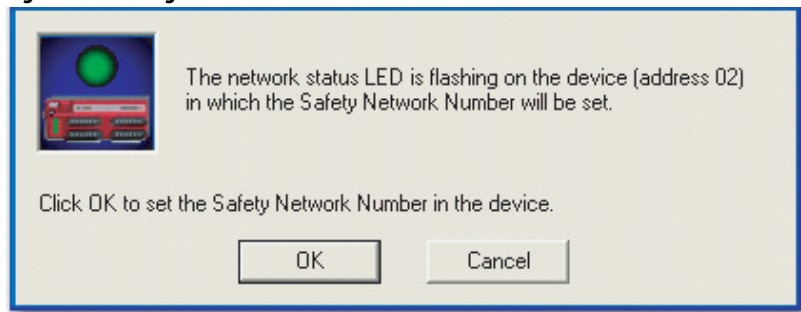 The network status LED is flashing on the device (address 02)
in which the Safety Network Number will be set.
Click OK to set the Safety Network Number in the device.
OK
Cancel